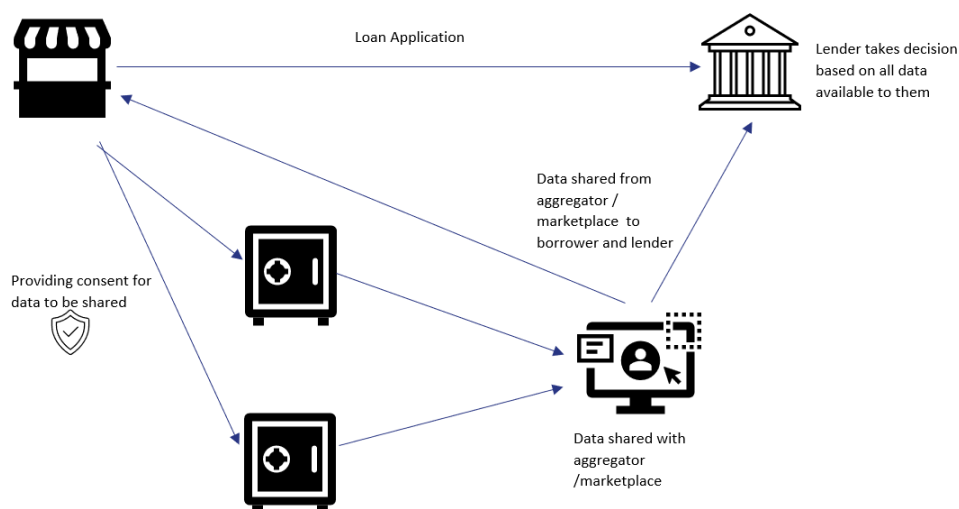 Loan Application
Lender takes decision
based on all data
available to them
Data shared from
aggregator /
marketplace to
borrower and lender
Providing consent for
data to be shared
Data shared with
aggregator
/marketplace